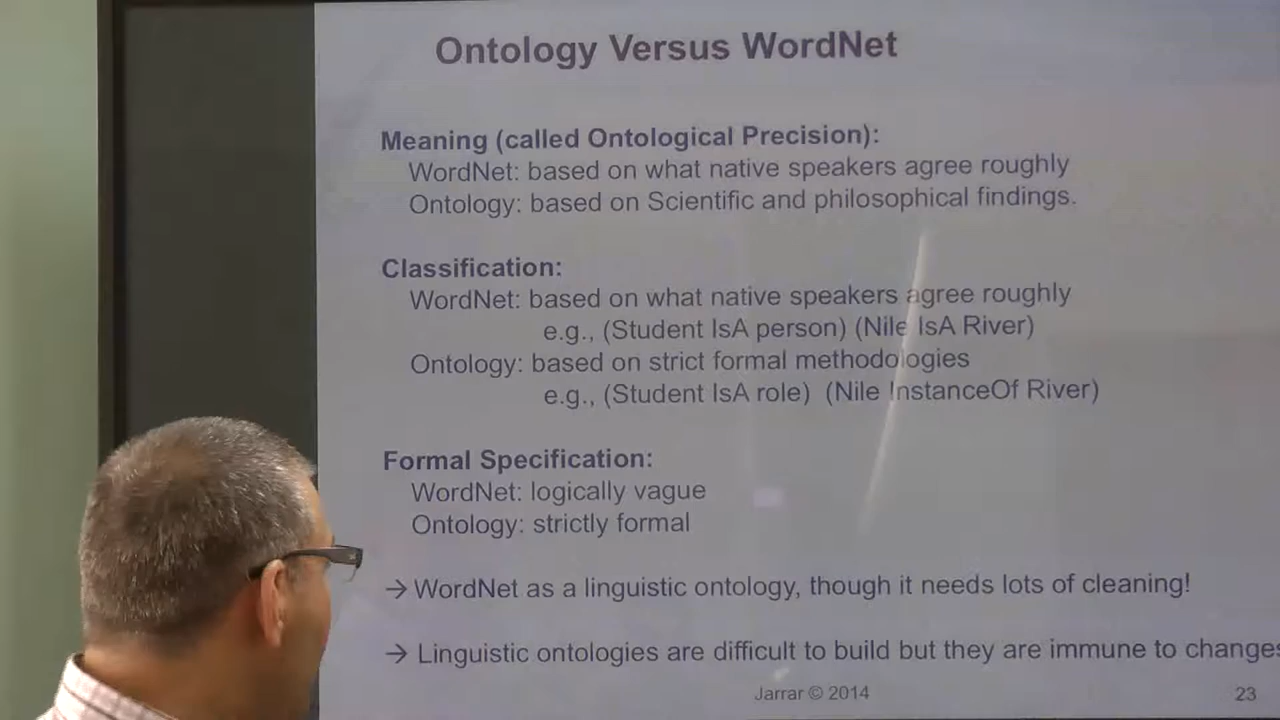 Ontology Versus WordNet
Meaning (called Ontological Precision):
WordNet: based on what native speakers agree roughly
Ontology: based on Scientific and philosophical findings.
Classification:
WordNet: based on what native speakers agree roughly
e.g., (Student IsA person) (Nile IsA River)
Ontology: based on strict formal methodologies
e.g., (Student IsA role) (Nile InstanceOf River)
Formal Specification:
WordNet: logically vague
Ontology: strictly formal
→ WordNet as a linguistic ontology, though it needs lots of cleaning!
→ Linguistic ontologies are difficult to build but they are immune to changes
Jarrar © 2014
23